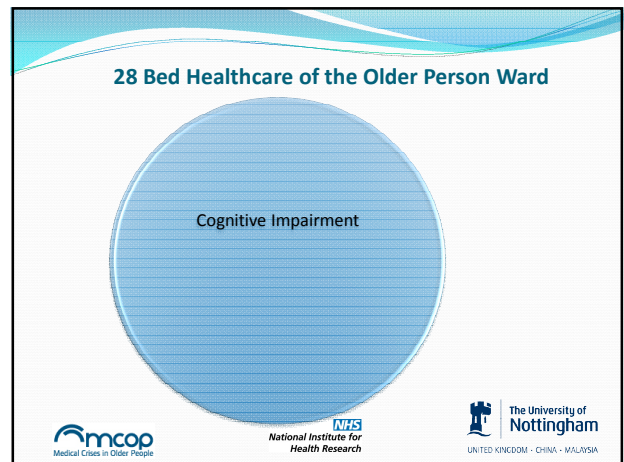 28 Bed Healthcare of the Older Person Ward
Cognitive Impairment
mcop
Medical Crises in Older People
NHS
National Institute for
Health Research
The University of
Nottingham
UNITED KINGDOM · CHINA · MALAYSIA